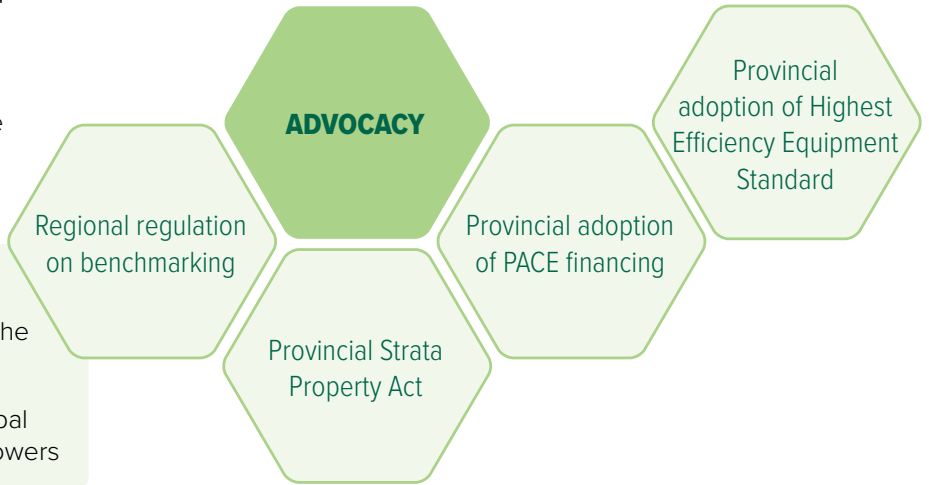 ADVOCACY
Regional regulation
on benchmarking
Provincial Strata
Property Act
Provincial adoption
of PACE financing
Provincial
adoption of Highest
Efficiency Equipment
Standard